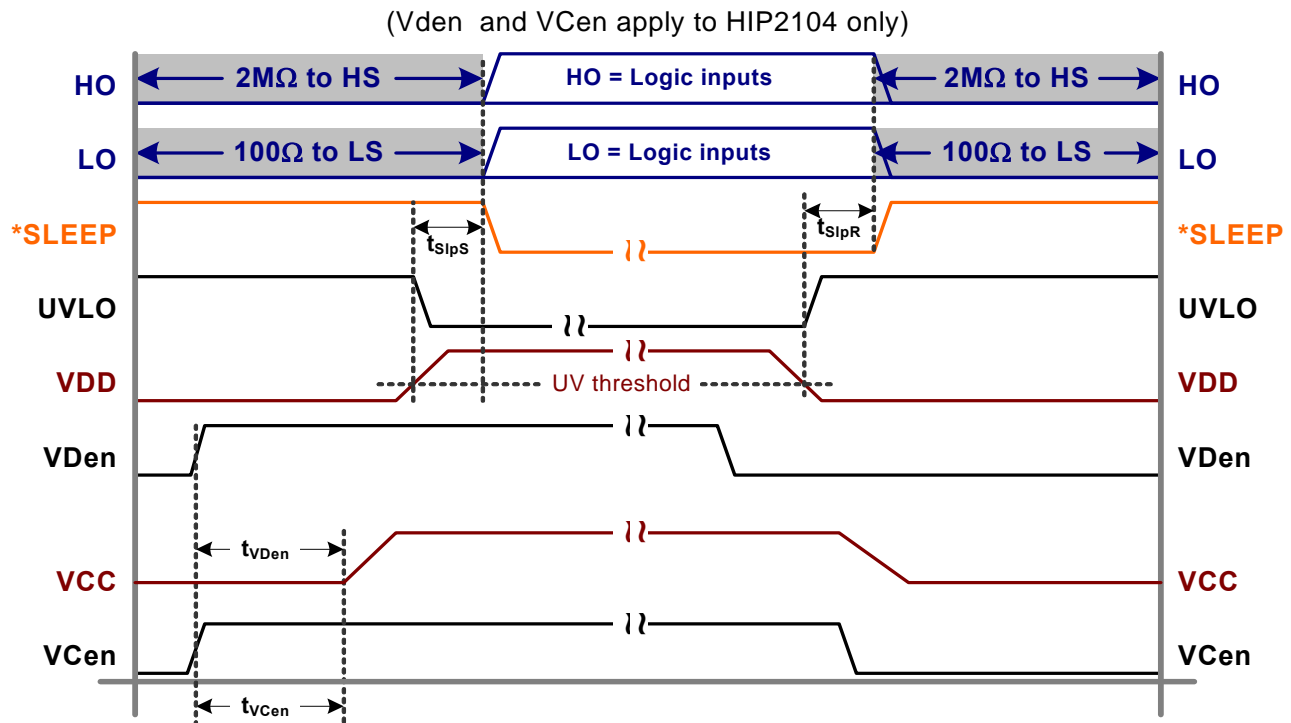 (Vden and VCen apply to HIP2104 only)
HO 2MΩ to HS HO = Logic inputs 2MΩ to HS HO
LO 100Ω to LS LO = Logic inputs 100Ω to LS LO
*SLEEP tSlpS tSlpR *SLEEP
UVLO UVLO
VDD UV threshold VDD
VDen VDen
tVDen
VCC VCC
VCen VCen
tVCen